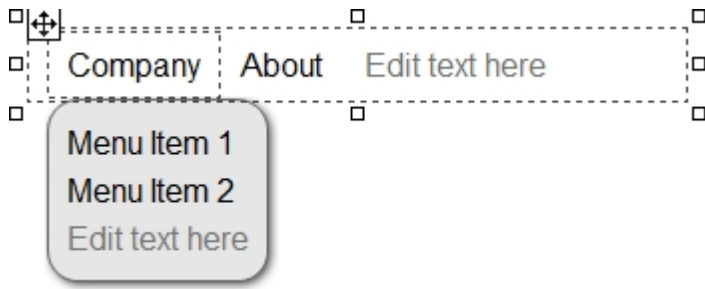 Company About Edit text here
Menu Item 1
Menu Item 2
Edit text here